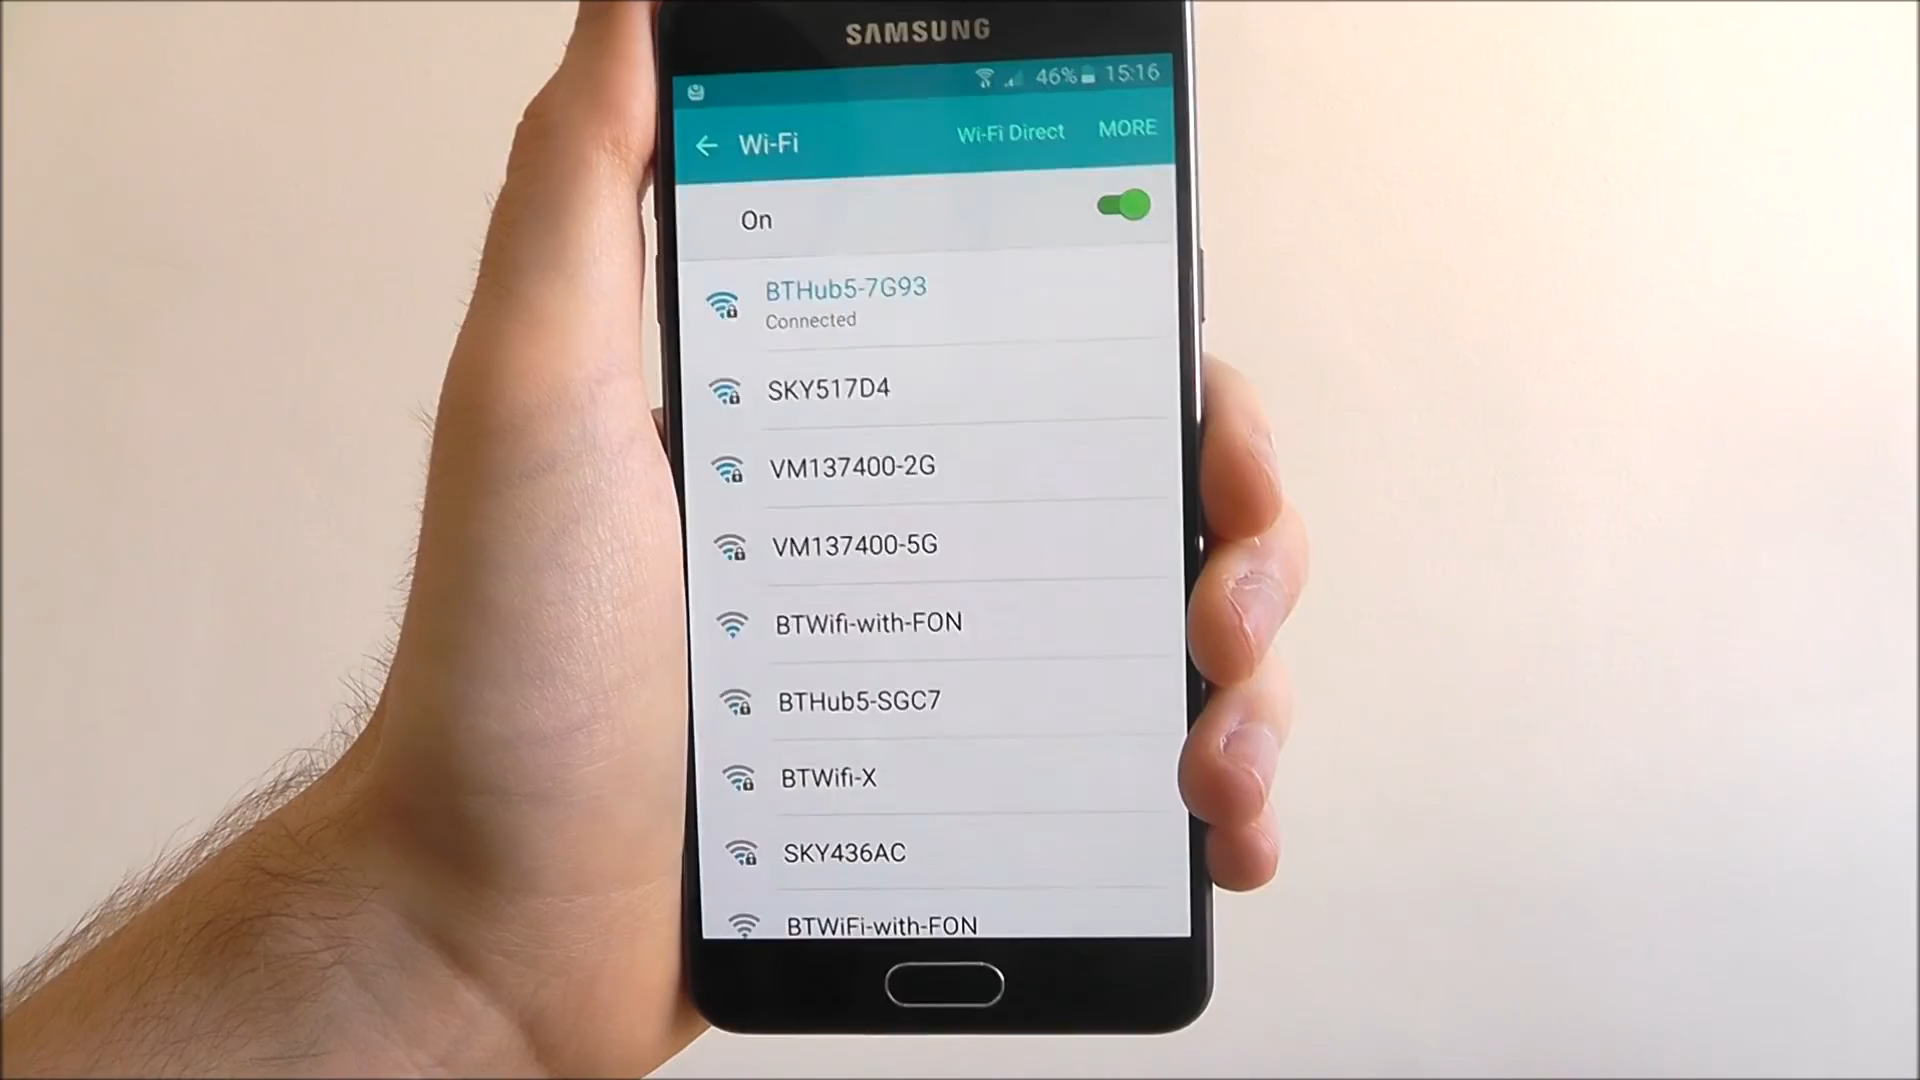 SAMSUNG
46% 15:16
Wi-Fi Wi-Fi Direct MORE
On
BTHub5-7G93
Connected
SKY517D4
VM137400-2G
VM137400-5G
BTWifi-with-FON
BTHub5-SGC7
BTWifi-X
SKY436AC
BTWiFi-with-FON